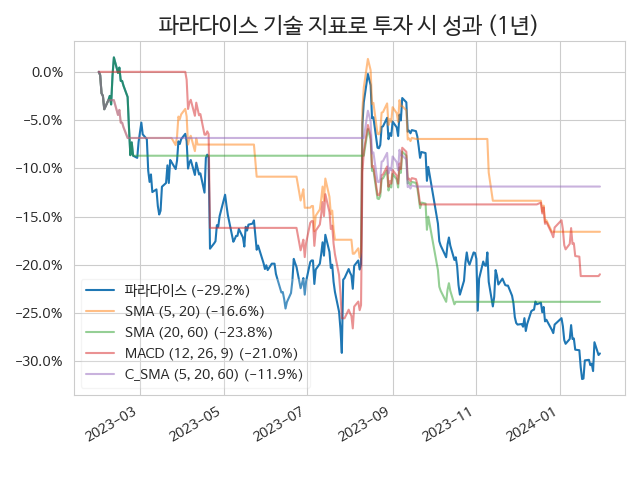 파라다이스 기술 지표로 투자 시 성과 (1년)
0.0%
−5.0%
−10.0%
−15.0%
−20.0%
−25.0%
−30.0%
파라다이스 (−29.2%)
SMA (5, 20) (−16.6%)
SMA (20, 60) (−23.8%)
MACD (12, 26, 9) (−21.0%)
C_SMA (5, 20, 60) (−11.9%)
2023−03
2023−05
2023−07
2023−09
2023−11
2024−01